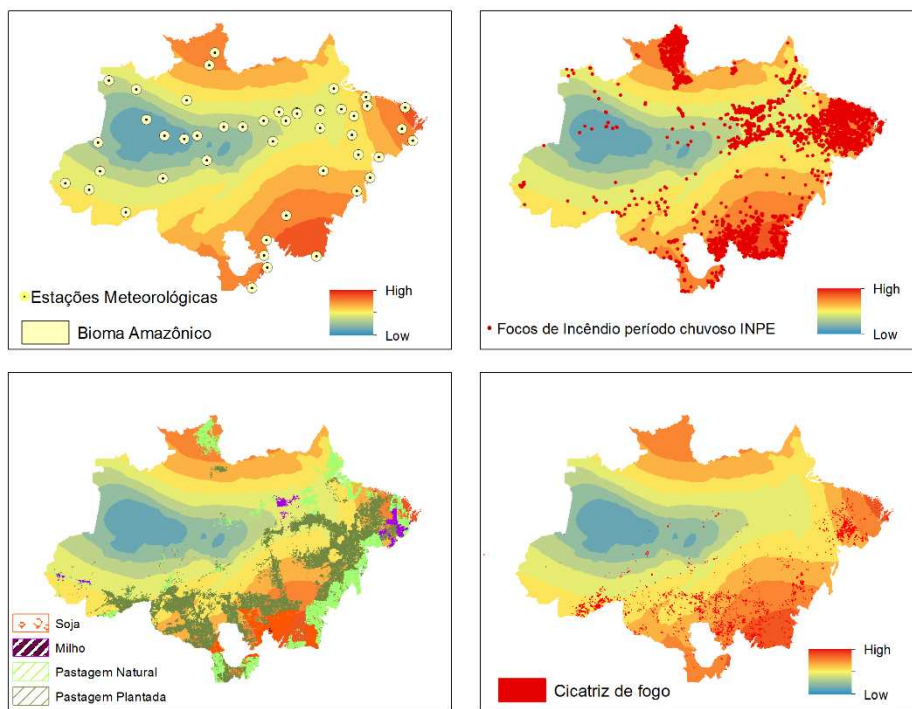 Estações Meteorológicas
Bioma Amazônico
High
Low
Focos de Incêndio período chuvoso INPE
High
Low
Soja
Milho
Pastagem Natural
Pastagem Plantada
Cicatriz de fogo
High
Low